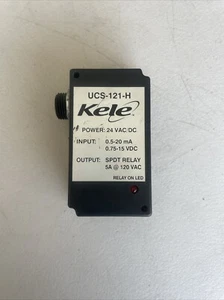 UCS-121-H
Kele
POWER: 24 VAC/DC
INPUT: 0.5-20 mA
0.75-15 VDC
OUTPUT: SPDT RELAY
5A @ 120 VAC
RELAY ON LED